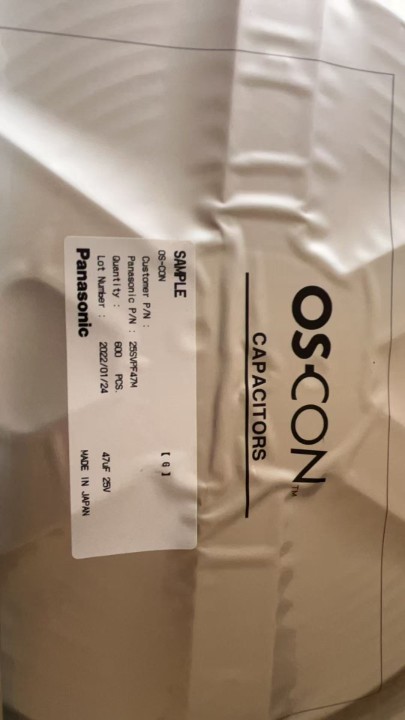 OS-CON™
CAPACITORS
SAMPLE
OS-CON
[ G ]
Customer P/N :
Panasonic P/N : 25SVPF47M
Quantity : 600 PCS. 47uF 25V
Lot Number : 2022/01/24
Panasonic MADE IN JAPAN